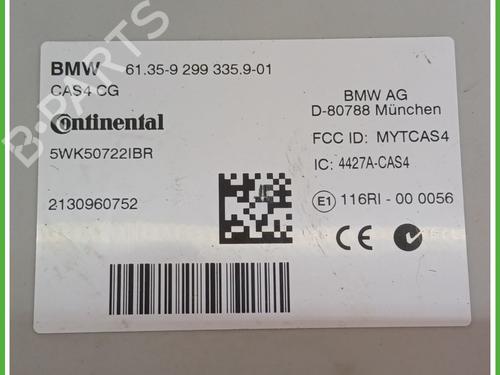 BMW 61.35-9 299 335.9-01
CAS4 CG
Continental
5WK50722IBR
2130960752
BMW AG
D-80788 München
FCC ID: MYTCAS4
IC: 4427A-CAS4
E1 116RI - 00 0056
CE
B-PARTS